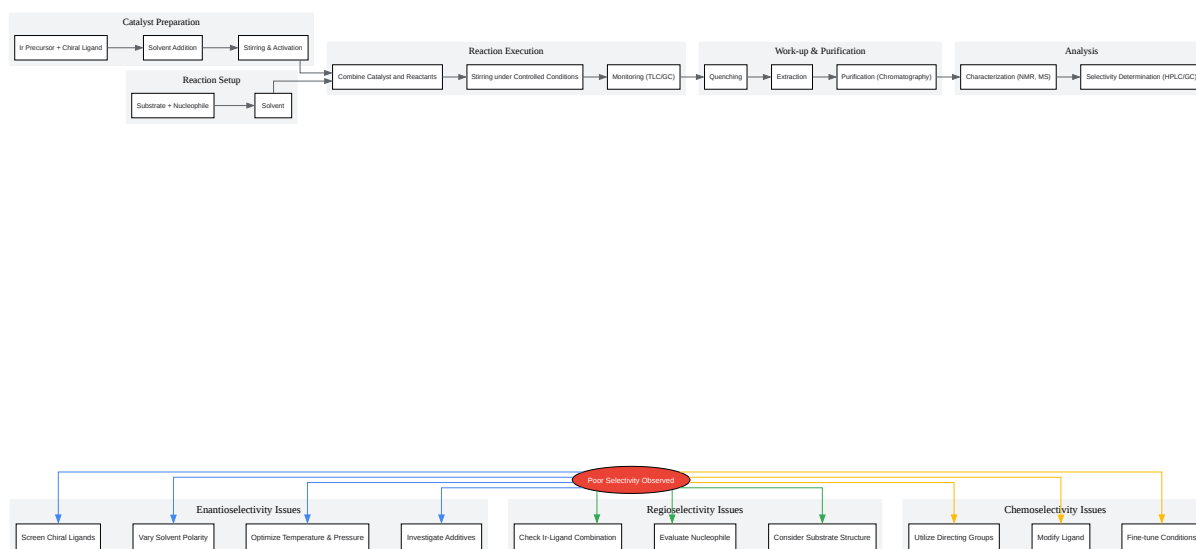 Catalyst Preparation
Ir Precursor + Chiral Ligand
Solvent Addition
Stirring & Activation
Reaction Setup
Substrate + Nucleophile
Solvent
Reaction Execution
Combine Catalyst and Reactants
Stirring under Controlled Conditions
Monitoring (TLC/GC)
Work-up & Purification
Quenching
Extraction
Purification (Chromatography)
Analysis
Characterization (NMR, MS)
Selectivity Determination (HPLC/GC)
Poor Selectivity Observed
Enantioselectivity Issues
Screen Chiral Ligands
Vary Solvent Polarity
Optimize Temperature & Pressure
Investigate Additives
Regioselectivity Issues
Check Ir-Ligand Combination
Evaluate Nucleophile
Consider Substrate Structure
Chemoselectivity Issues
Utilize Directing Groups
Modify Ligand
Fine-tune Conditions